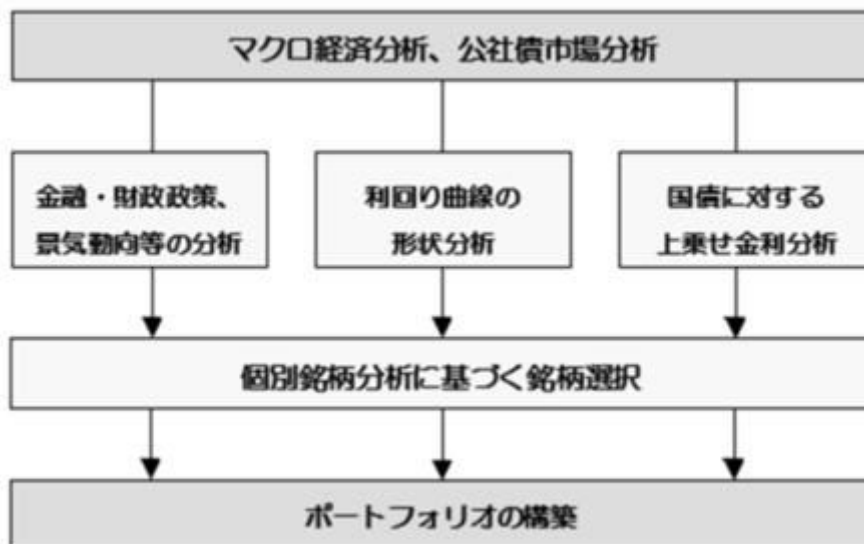 マクロ経済分析、公社債市場分析
金融・財政政策、
景気動向等の分析
利回り曲線の
形状分析
国債に対する
上乗せ金利分析
個別銘柄分析に基づく銘柄選択
ポートフォリオの構築